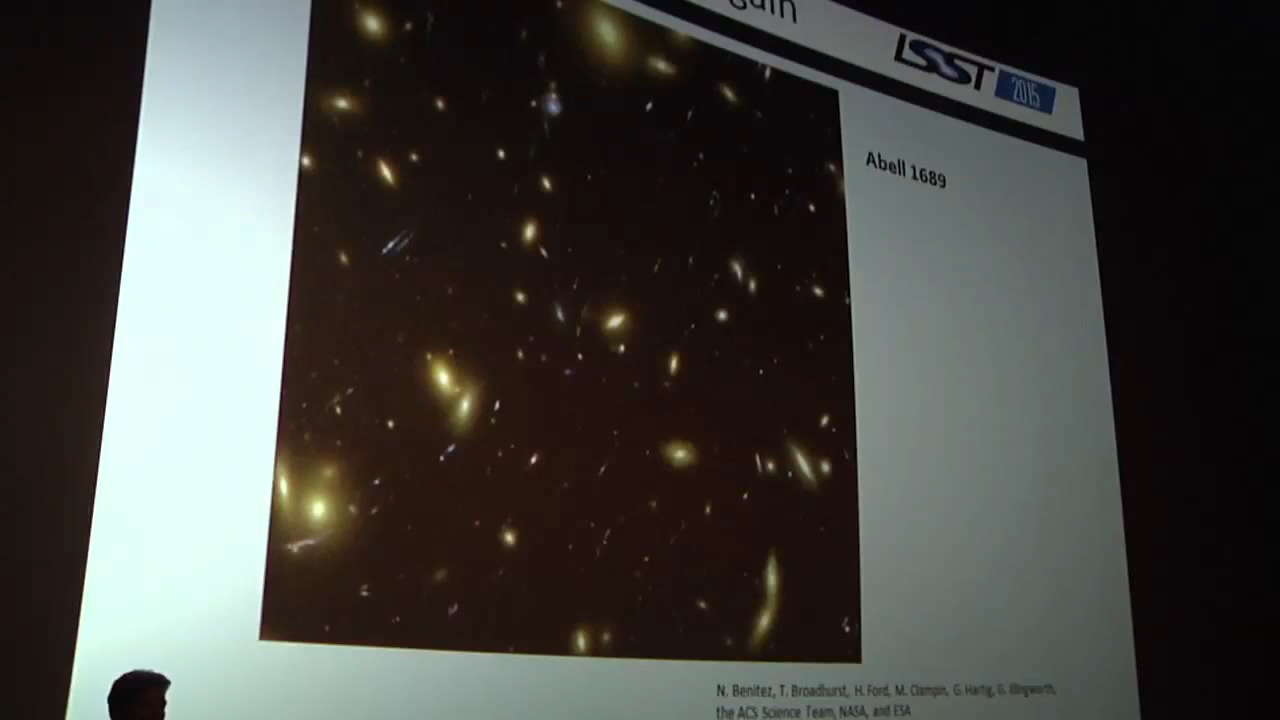 LSST 2015
Abell 1689
N. Benitez, T. Broadhurst, H. Ford, M. Clampin, G. Hartig, G. Illingworth,
the ACS Science Team, NASA, and ESA